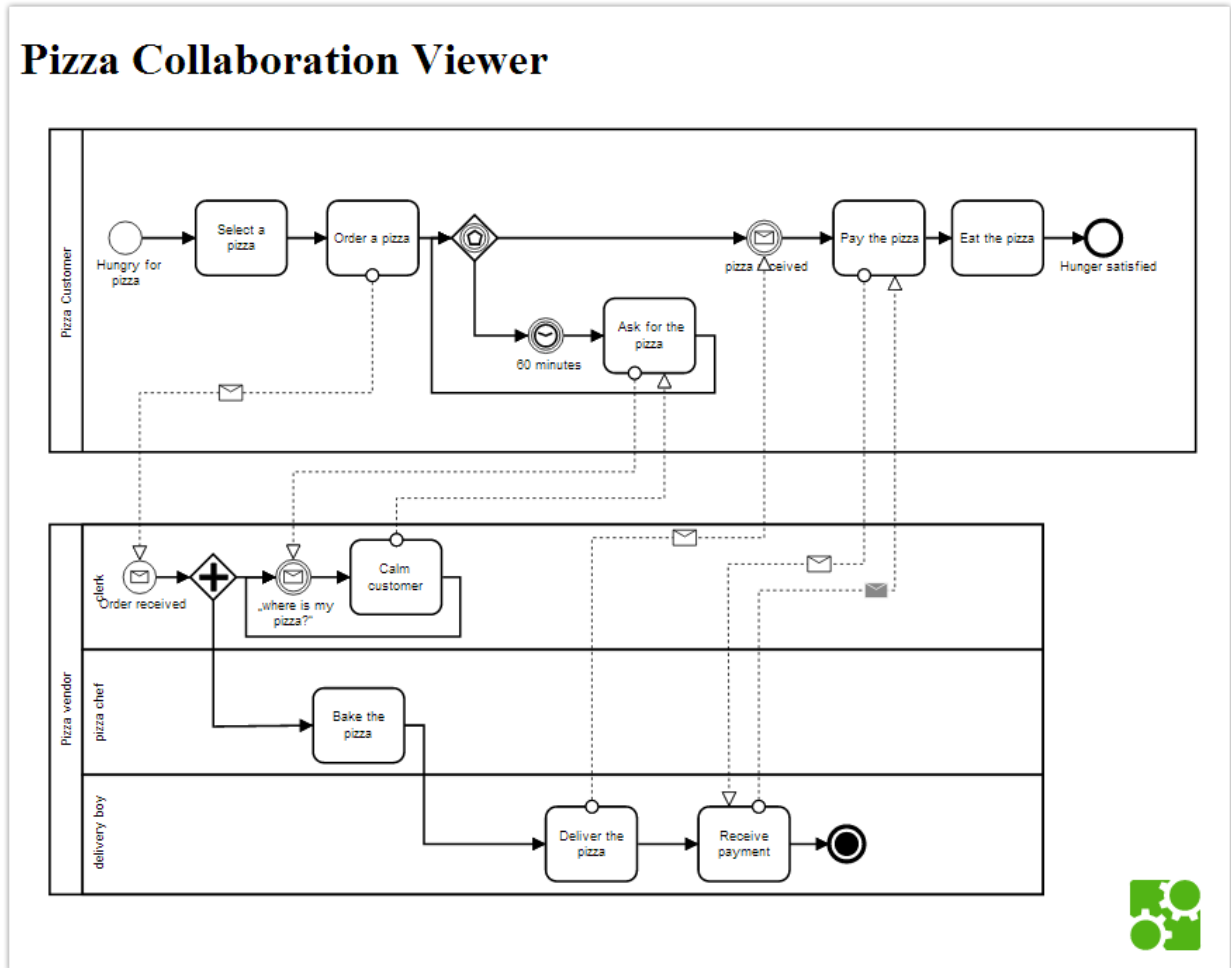 Pizza Collaboration Viewer
Pizza Customer
Hungry for
pizza
Select a
pizza
Order a pizza
60 minutes
Ask for the
pizza
pizza received
Pay the pizza
Eat the pizza
Hunger satisfied
Pizza vendor
clerk
Order received
„where is my
pizza?“
Calm
customer
pizza chef
Bake the
pizza
delivery boy
Deliver the
pizza
Receive
payment